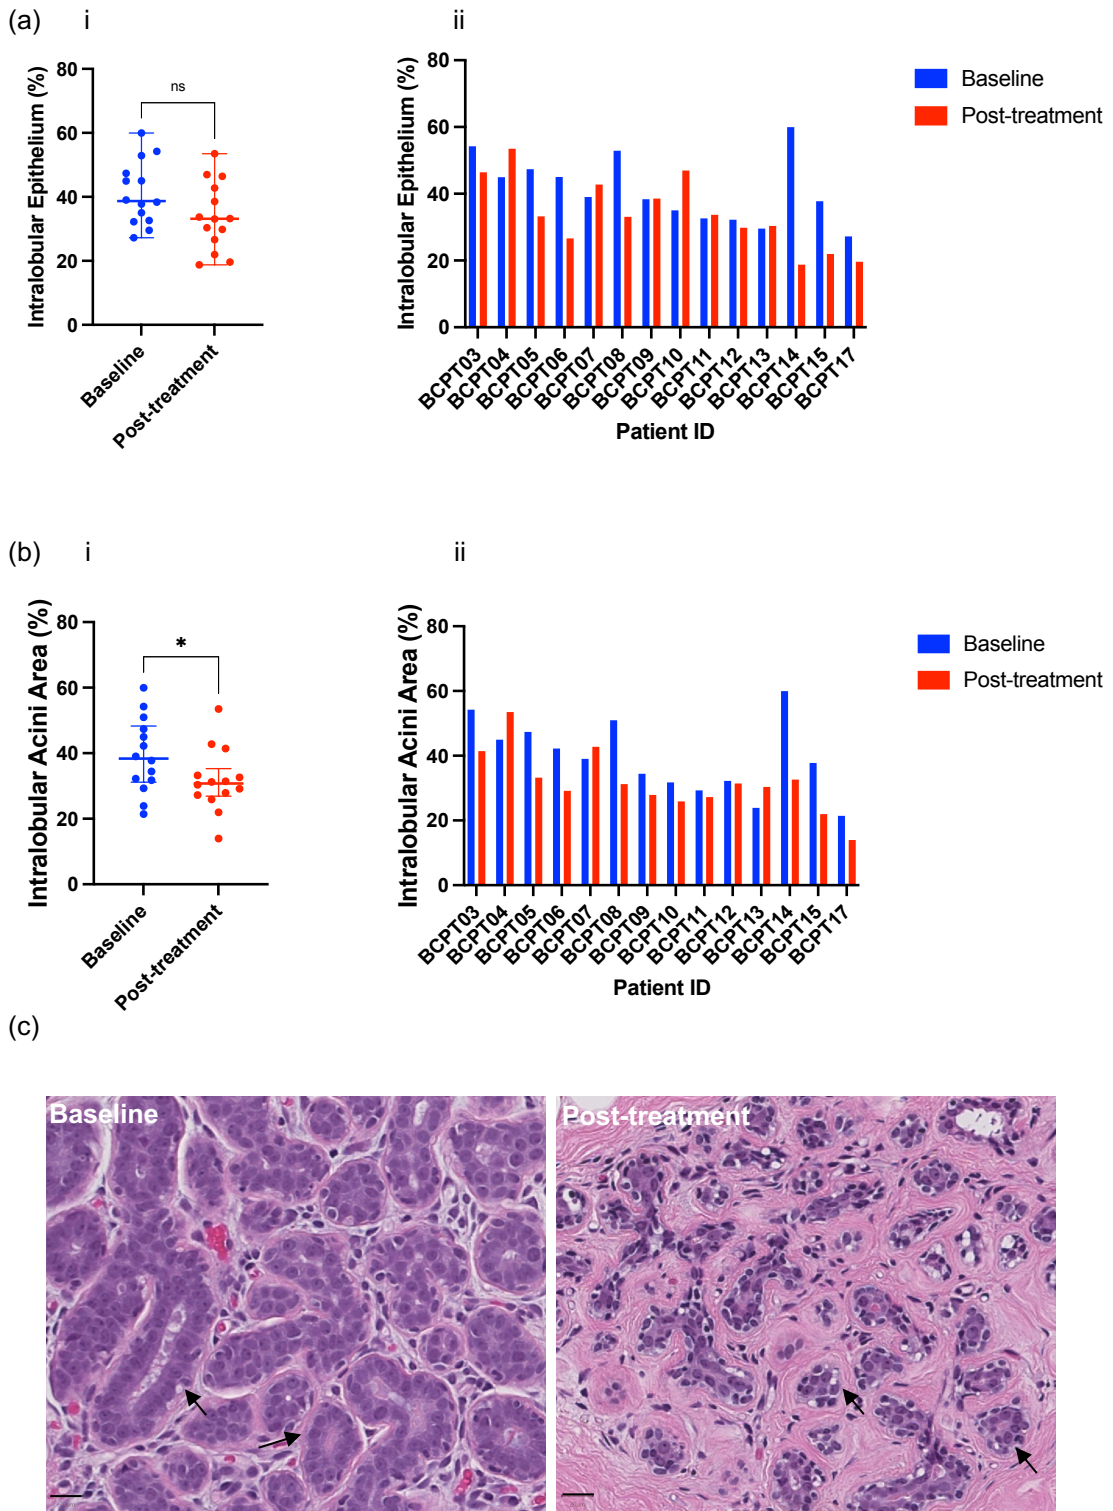 (a) i ii
80
60
40
20
0
Intralobular Epithelium (%)
ns
Baseline
Post-treatment
80
60
40
20
0
Intralobular Epithelium (%)
BCPT03
BCPT04
BCPT05
BCPT06
BCPT07
BCPT08
BCPT09
BCPT10
BCPT11
BCPT12
BCPT13
BCPT14
BCPT15
BCPT17
Patient ID
Baseline
Post-treatment
(b) i ii
80
60
40
20
0
Intralobular Acini Area (%)
*
Baseline
Post-treatment
80
60
40
20
0
Intralobular Acini Area (%)
BCPT03
BCPT04
BCPT05
BCPT06
BCPT07
BCPT08
BCPT09
BCPT10
BCPT11
BCPT12
BCPT13
BCPT14
BCPT15
BCPT17
Patient ID
Baseline
Post-treatment
(c)
Baseline
Post-treatment